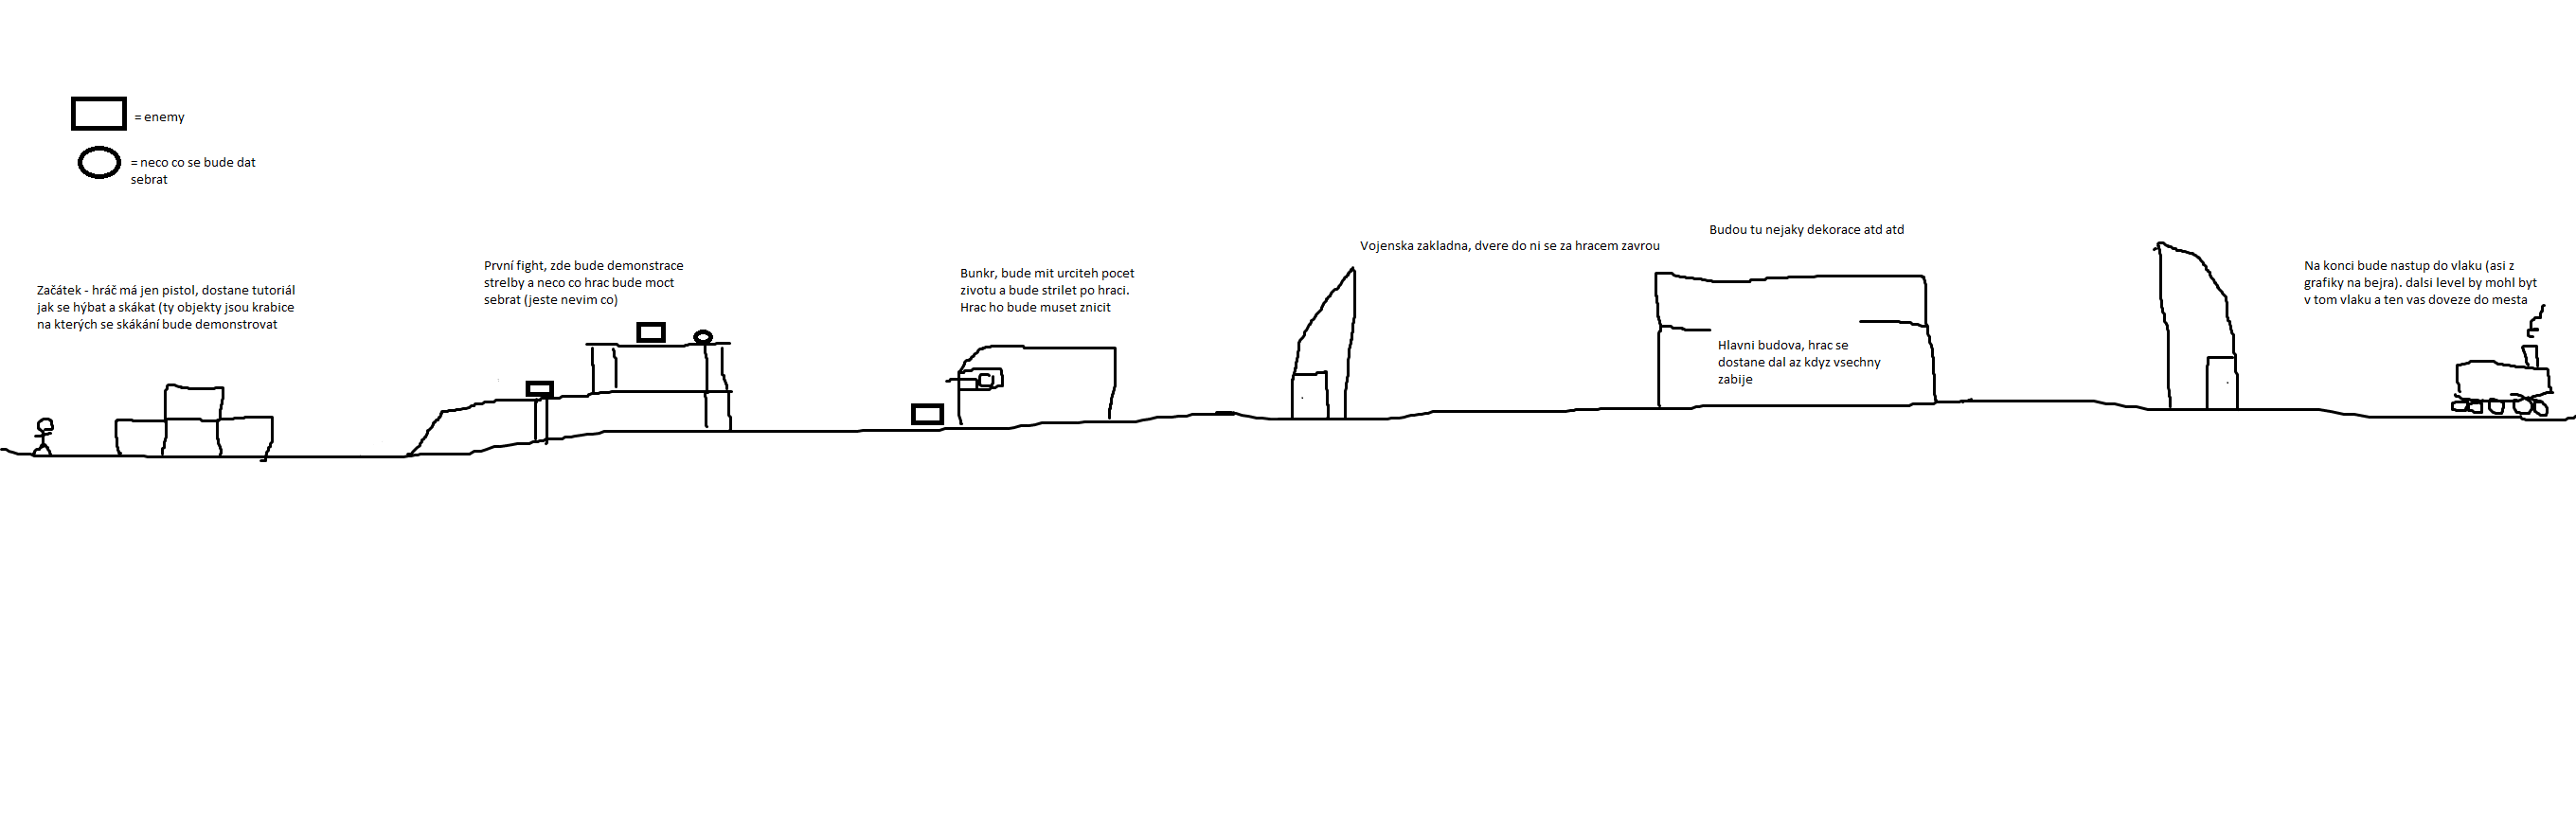 = enemy
= neco co se bude dat
sebrat
Začátek - hráč má jen pistol, dostane tutoriál
jak se hýbat a skákat (ty objekty jsou krabice
na kterých se skákání bude demonstrovat
První fight, zde bude demonstrace
strelby a neco co hrac bude moct
sebrat (jeste nevim co)
Bunkr, bude mit urciteh pocet
zivotu a bude strilet po hraci.
Hrac ho bude muset znicit
Vojenska zakladna, dvere do ni se za hracem zavrou
Budou tu nejaky dekorace atd atd
Hlavni budova, hrac se
dostane dal az kdyz vsechny
zabije
Na konci bude nastup do vlaku (asi z
grafiky na bejra). dalsi level by mohl byt
v tom vlaku a ten vas doveze do mesta